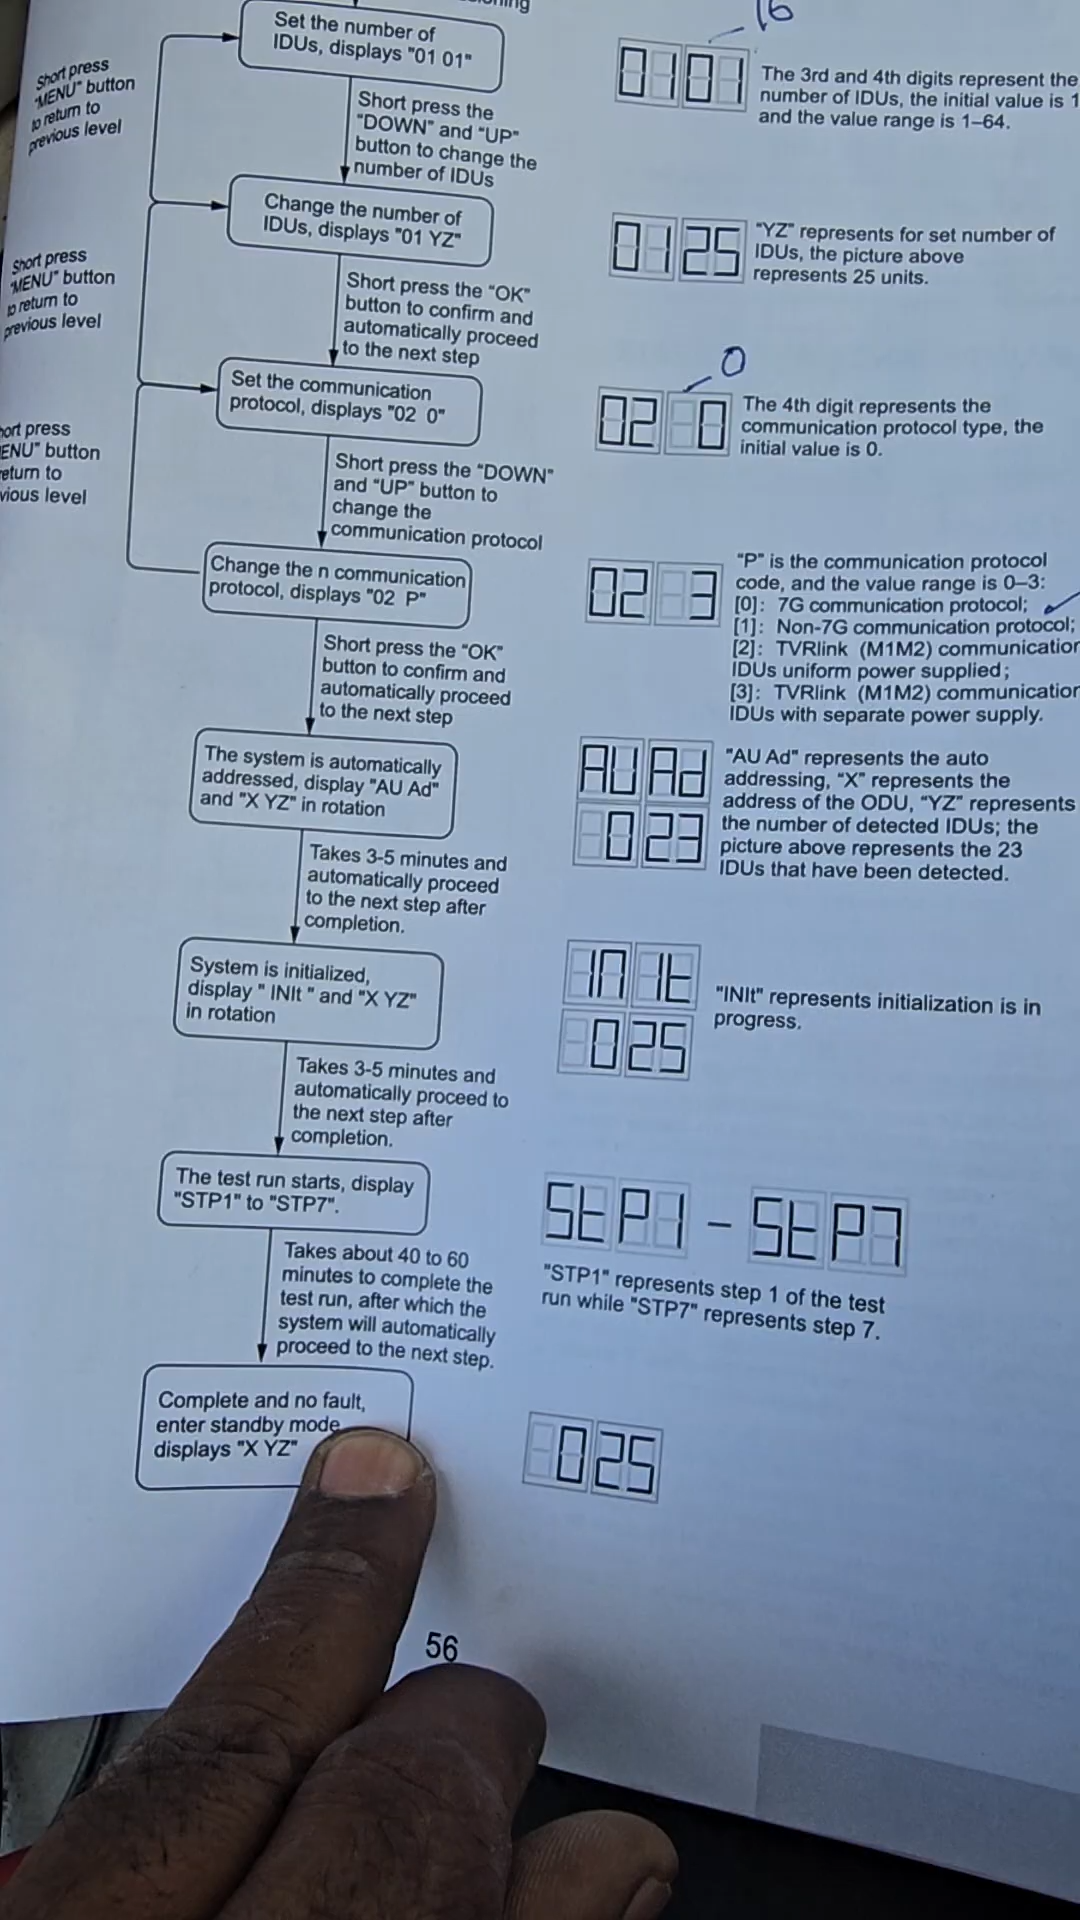 Set the number of
IDUs, displays "01 01"
16
0101
The 3rd and 4th digits represent the
number of IDUs, the initial value is 1
and the value range is 1–64.
Short press
"MENU" button
to return to
previous level
Short press the
"DOWN" and "UP"
button to change the
number of IDUs
Change the number of
IDUs, displays "01 YZ"
0125
"YZ" represents for set number of
IDUs, the picture above
represents 25 units.
Short press
"MENU" button
to return to
previous level
Short press the "OK"
button to confirm and
automatically proceed
to the next step
Set the communication
protocol, displays "02 0"
0
02 0
The 4th digit represents the
communication protocol type, the
initial value is 0.
ort press
ENU" button
return to
vious level
Short press the "DOWN"
and "UP" button to
change the
communication protocol
Change the n communication
protocol, displays "02 P"
02 3
"P" is the communication protocol
code, and the value range is 0–3:
[0]: 7G communication protocol;
[1]: Non-7G communication protocol;
[2]: TVRlink (M1M2) communication
IDUs uniform power supplied;
[3]: TVRlink (M1M2) communication
IDUs with separate power supply.
Short press the "OK"
button to confirm and
automatically proceed
to the next step
The system is automatically
addressed, display "AU Ad"
and "X YZ" in rotation
AU Ad
023
"AU Ad" represents the auto
addressing, "X" represents the
address of the ODU, "YZ" represents
the number of detected IDUs; the
picture above represents the 23
IDUs that have been detected.
Takes 3-5 minutes and
automatically proceed
to the next step after
completion.
System is initialized,
display " INIt " and "X YZ"
in rotation
INIt
025
"INIt" represents initialization is in
progress.
Takes 3-5 minutes and
automatically proceed to
the next step after
completion.
The test run starts, display
"STP1" to "STP7".
StP1 – StP7
"STP1" represents step 1 of the test
run while "STP7" represents step 7.
Takes about 40 to 60
minutes to complete the
test run, after which the
system will automatically
proceed to the next step.
Complete and no fault,
enter standby mode
displays "X YZ"
025
56